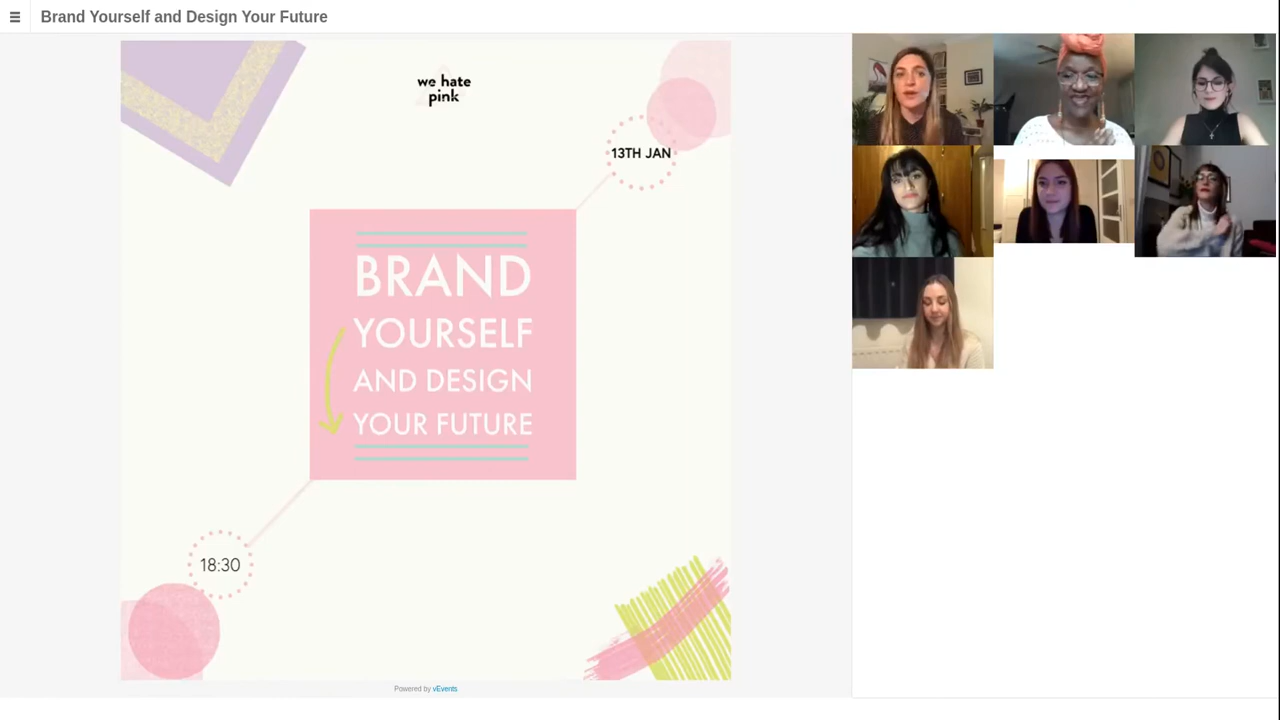 Brand Yourself and Design Your Future
we hate
pink
13TH JAN
BRAND
YOURSELF
AND DESIGN
YOUR FUTURE
18:30
Powered by vEvents